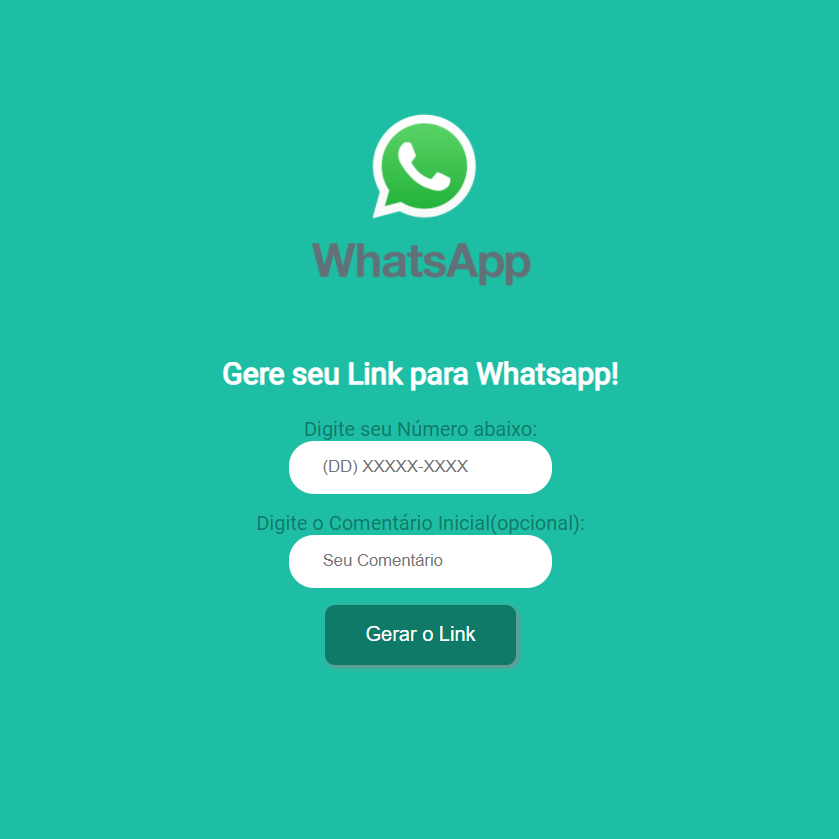 WhatsApp
Gere seu Link para Whatsapp!
Digite seu Número abaixo:
(DD) XXXXX-XXXX
Digite o Comentário Inicial(opcional):
Seu Comentário
Gerar o Link